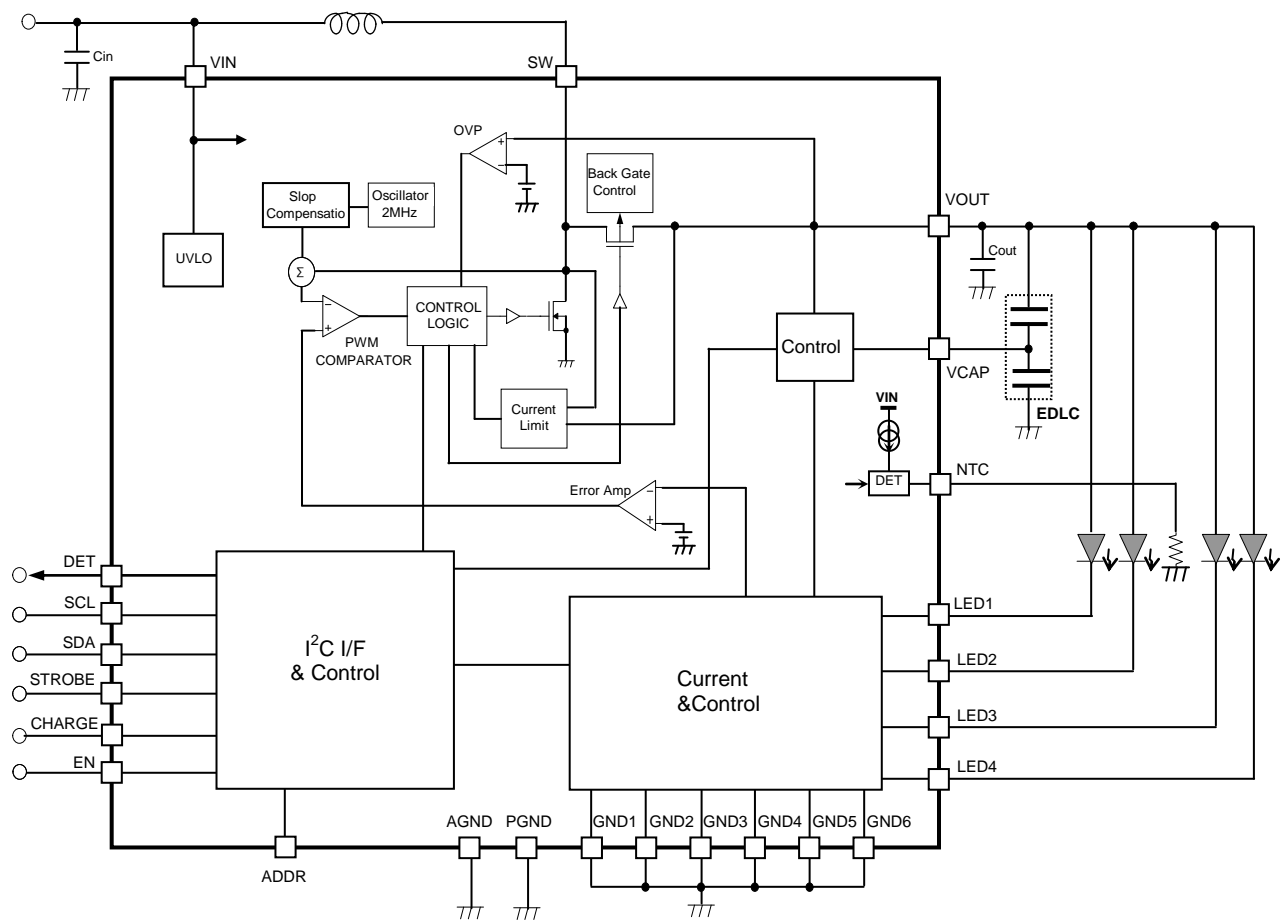 Cin
VIN
SW
OVP
+
−
Back Gate
Control
Slop
Compensatio
Oscillator
2MHz
VOUT
Cout
UVLO
Σ
−
+
CONTROL
LOGIC
PWM
COMPARATOR
Control
VCAP
EDLC
Current
Limit
VIN
DET
NTC
Error Amp
−
+
DET
SCL
SDA
STROBE
CHARGE
EN
I²C I/F
& Control
Current
&Control
LED1
LED2
LED3
LED4
ADDR
AGND
PGND
GND1
GND2
GND3
GND4
GND5
GND6